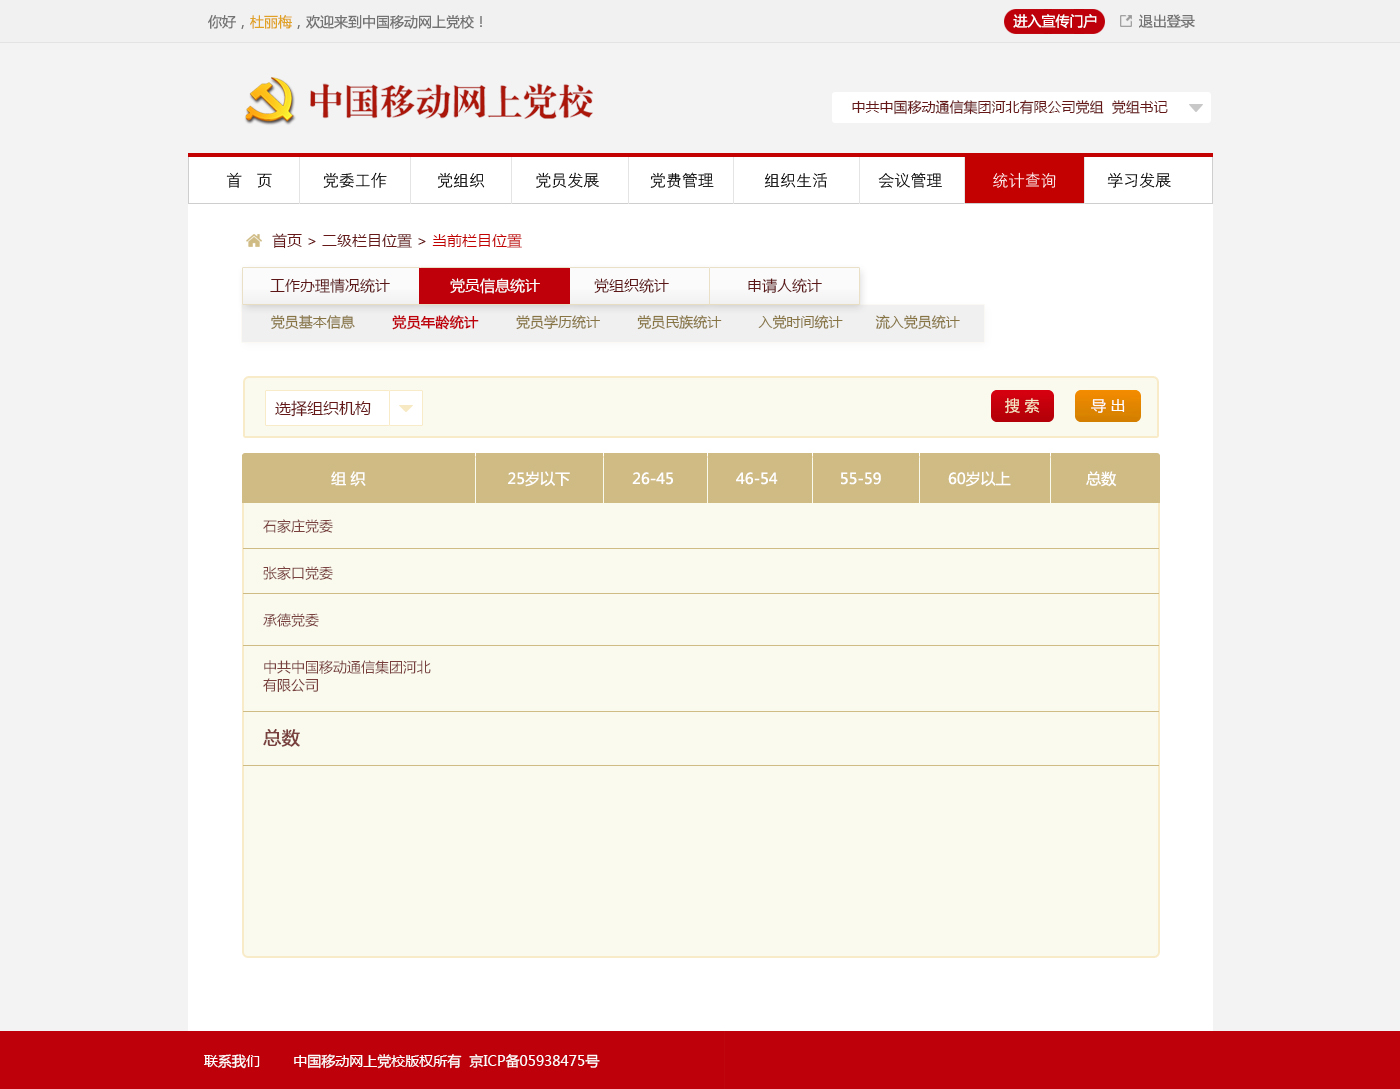 你好，杜丽梅，欢迎来到中国移动网上党校！
进入宣传门户 退出登录
中国移动网上党校
中共中国移动通信集团河北有限公司党组 党组书记
首 页 党委工作 党组织 党员发展 党费管理 组织生活 会议管理 统计查询 学习发展
首页 > 二级栏目位置 > 当前栏目位置
工作办理情况统计 党员信息统计 党组织统计 申请人统计
党员基本信息 党员年龄统计 党员学历统计 党员民族统计 入党时间统计 流入党员统计
选择组织机构 搜 索 导 出
组 织 25岁以下 26-45 46-54 55-59 60岁以上 总数
石家庄党委
张家口党委
承德党委
中共中国移动通信集团河北
有限公司
总数
联系我们 中国移动网上党校版权所有 京ICP备05938475号